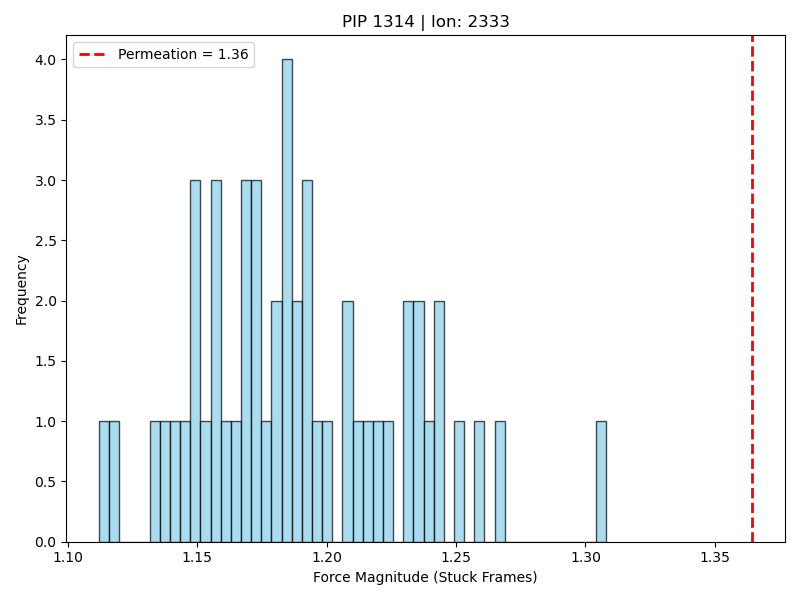 PIP 1314 | Ion: 2333
Permeation = 1.36
4.0
3.5
3.0
2.5
2.0
1.5
1.0
0.5
0.0
Frequency
1.10 1.15 1.20 1.25 1.30 1.35
Force Magnitude (Stuck Frames)